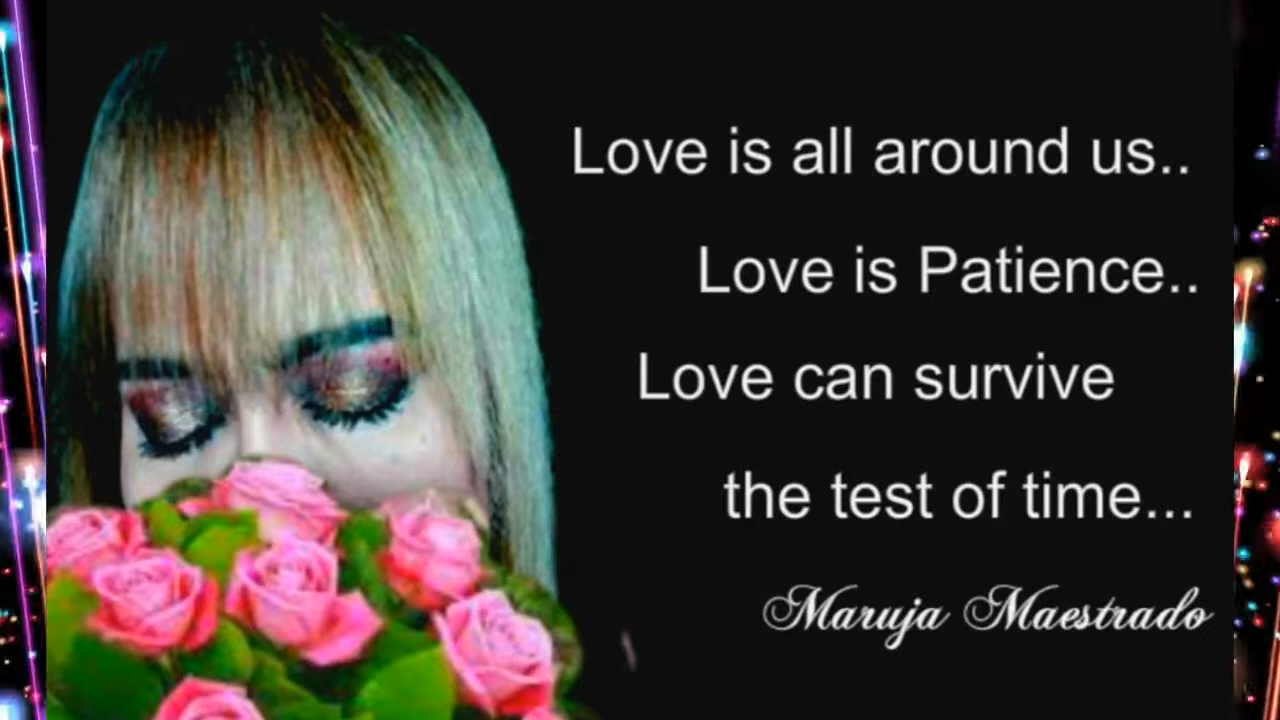 Love is all around us..
Love is Patience..
Love can survive
the test of time...
Maruja Maestrado